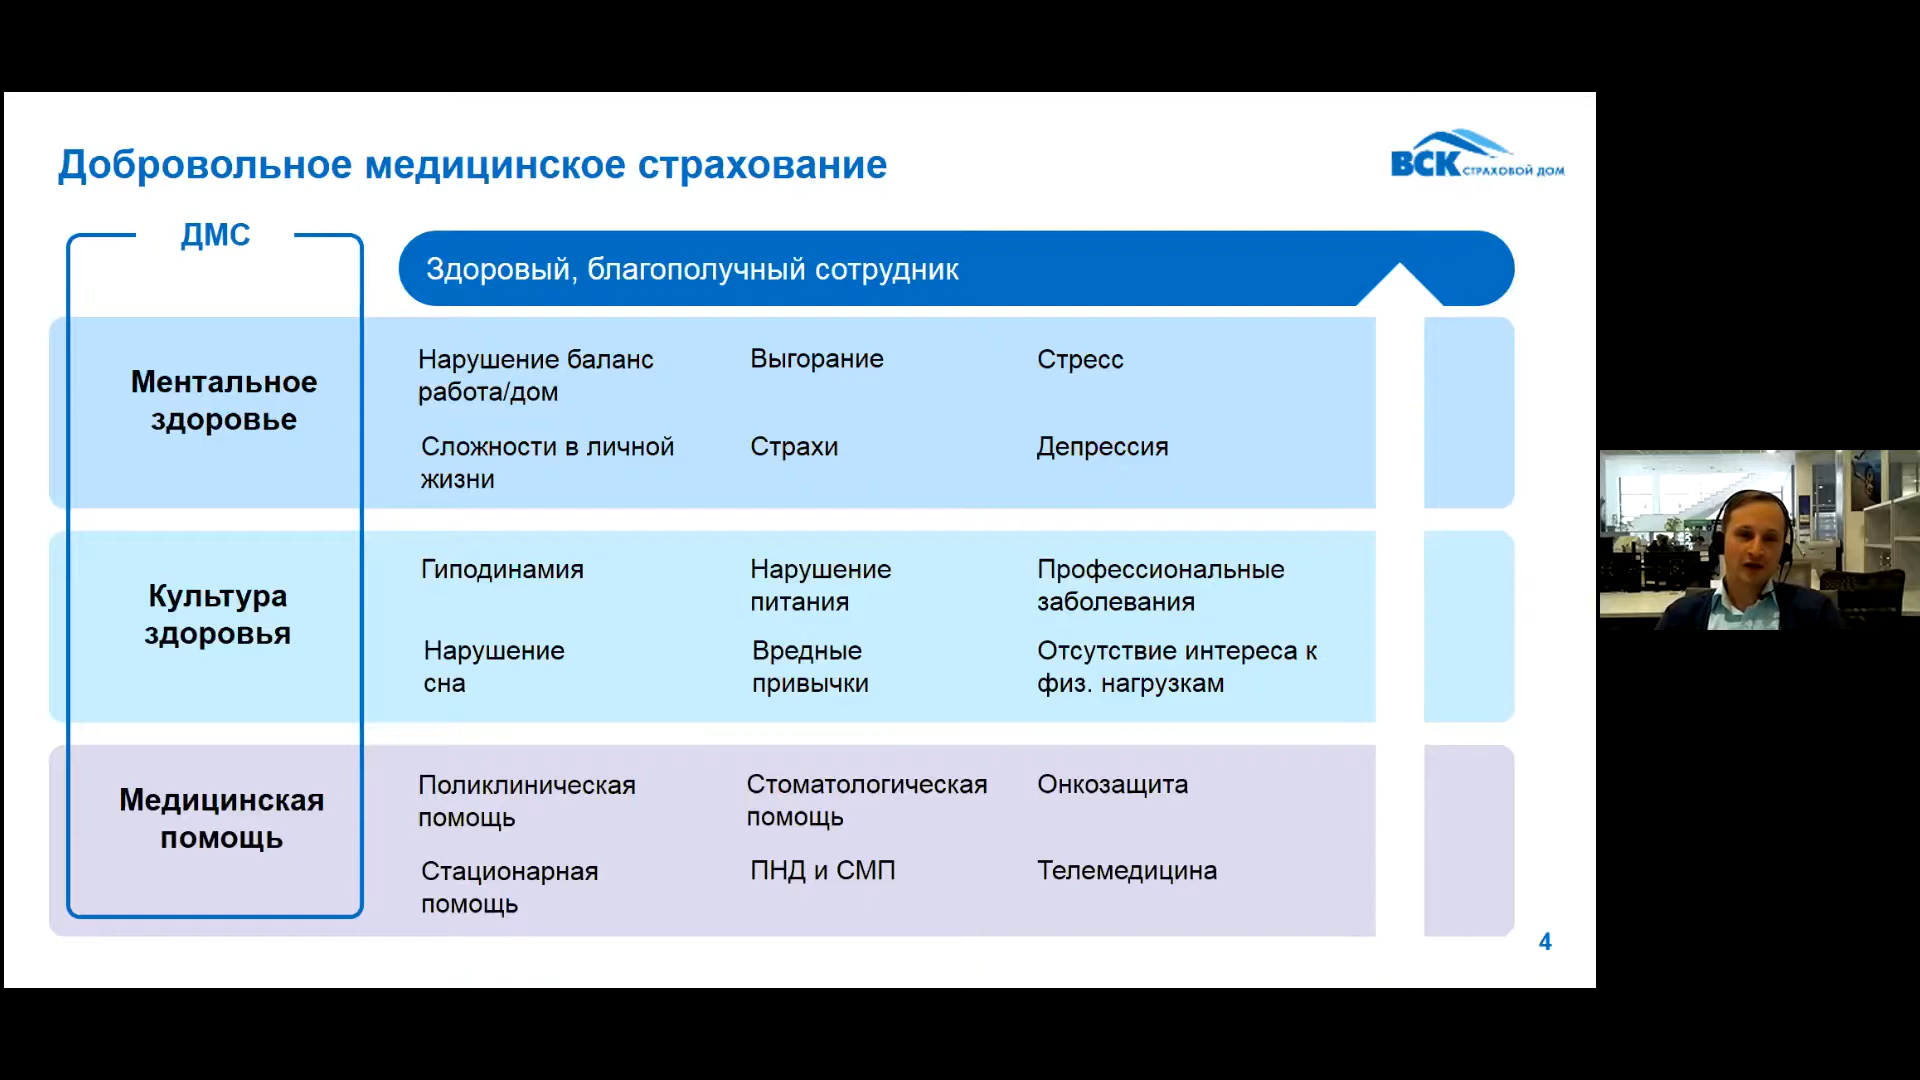 Добровольное медицинское страхование
ВСК СТРАХОВОЙ ДОМ
ДМС
Здоровый, благополучный сотрудник
Ментальное
здоровье
Нарушение баланс
работа/дом
Выгорание
Стресс
Сложности в личной
жизни
Страхи
Депрессия
Культура
здоровья
Гиподинамия
Нарушение
питания
Профессиональные
заболевания
Нарушение
сна
Вредные
привычки
Отсутствие интереса к
физ. нагрузкам
Медицинская
помощь
Поликлиническая
помощь
Стоматологическая
помощь
Онкозащита
Стационарная
помощь
ПНД и СМП
Телемедицина
4